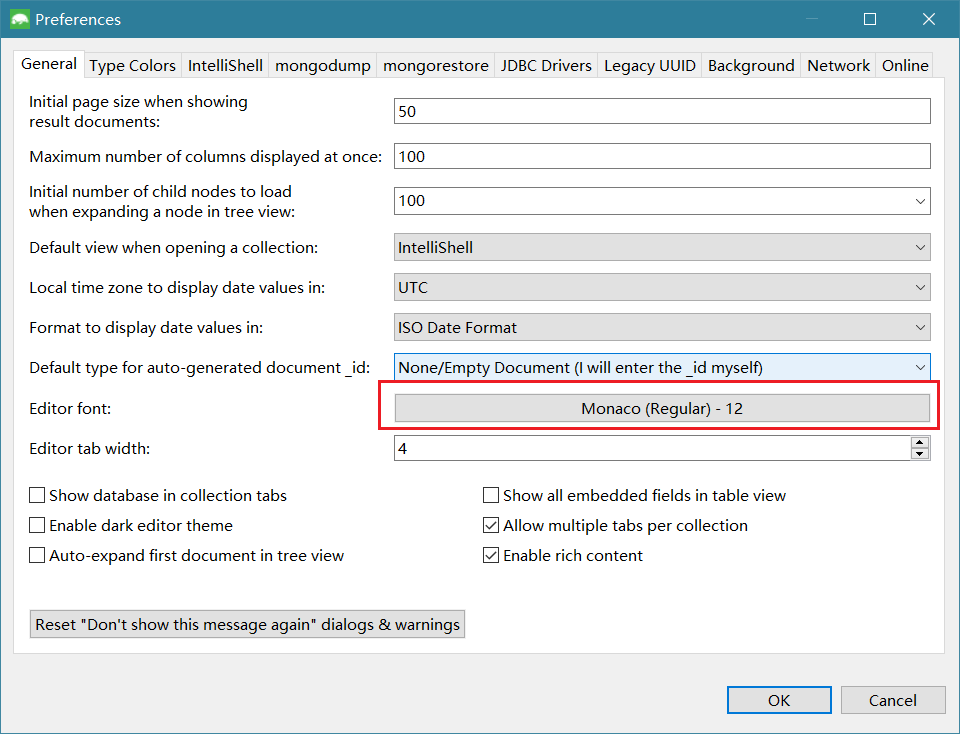 Preferences
General Type Colors IntelliShell mongodump mongorestore JDBC Drivers Legacy UUID Background Network Online
Initial page size when showing
result documents:
50
Maximum number of columns displayed at once:
100
Initial number of child nodes to load
when expanding a node in tree view:
100
Default view when opening a collection:
IntelliShell
Local time zone to display date values in:
UTC
Format to display date values in:
ISO Date Format
Default type for auto-generated document _id:
None/Empty Document (I will enter the _id myself)
Editor font:
Monaco (Regular) - 12
Editor tab width:
4
Show database in collection tabs
Show all embedded fields in table view
Enable dark editor theme
Allow multiple tabs per collection
Auto-expand first document in tree view
Enable rich content
Reset "Don't show this message again" dialogs & warnings
OK
Cancel